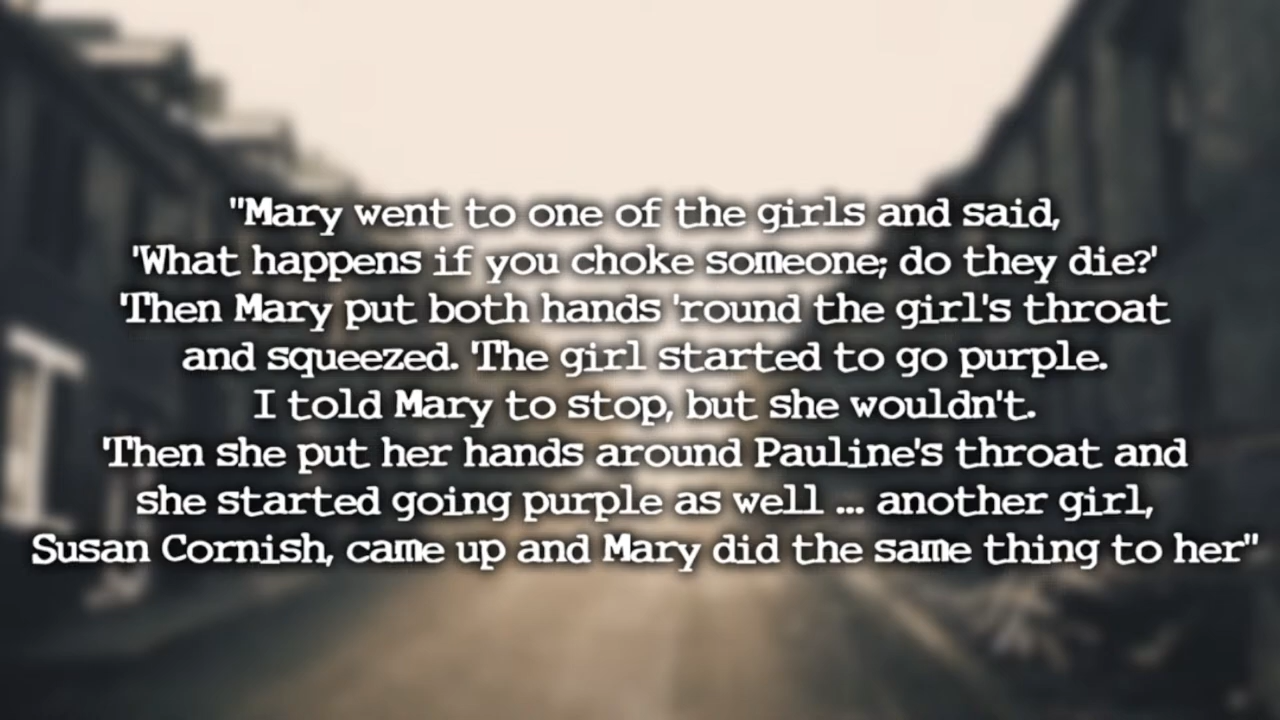 "Mary went to one of the girls and said,
'What happens if you choke someone; do they die?'
Then Mary put both hands 'round the girl's throat
and squeezed. The girl started to go purple.
I told Mary to stop, but she wouldn't.
Then she put her hands around Pauline's throat and
she started going purple as well ... another girl,
Susan Cornish, came up and Mary did the same thing to her"